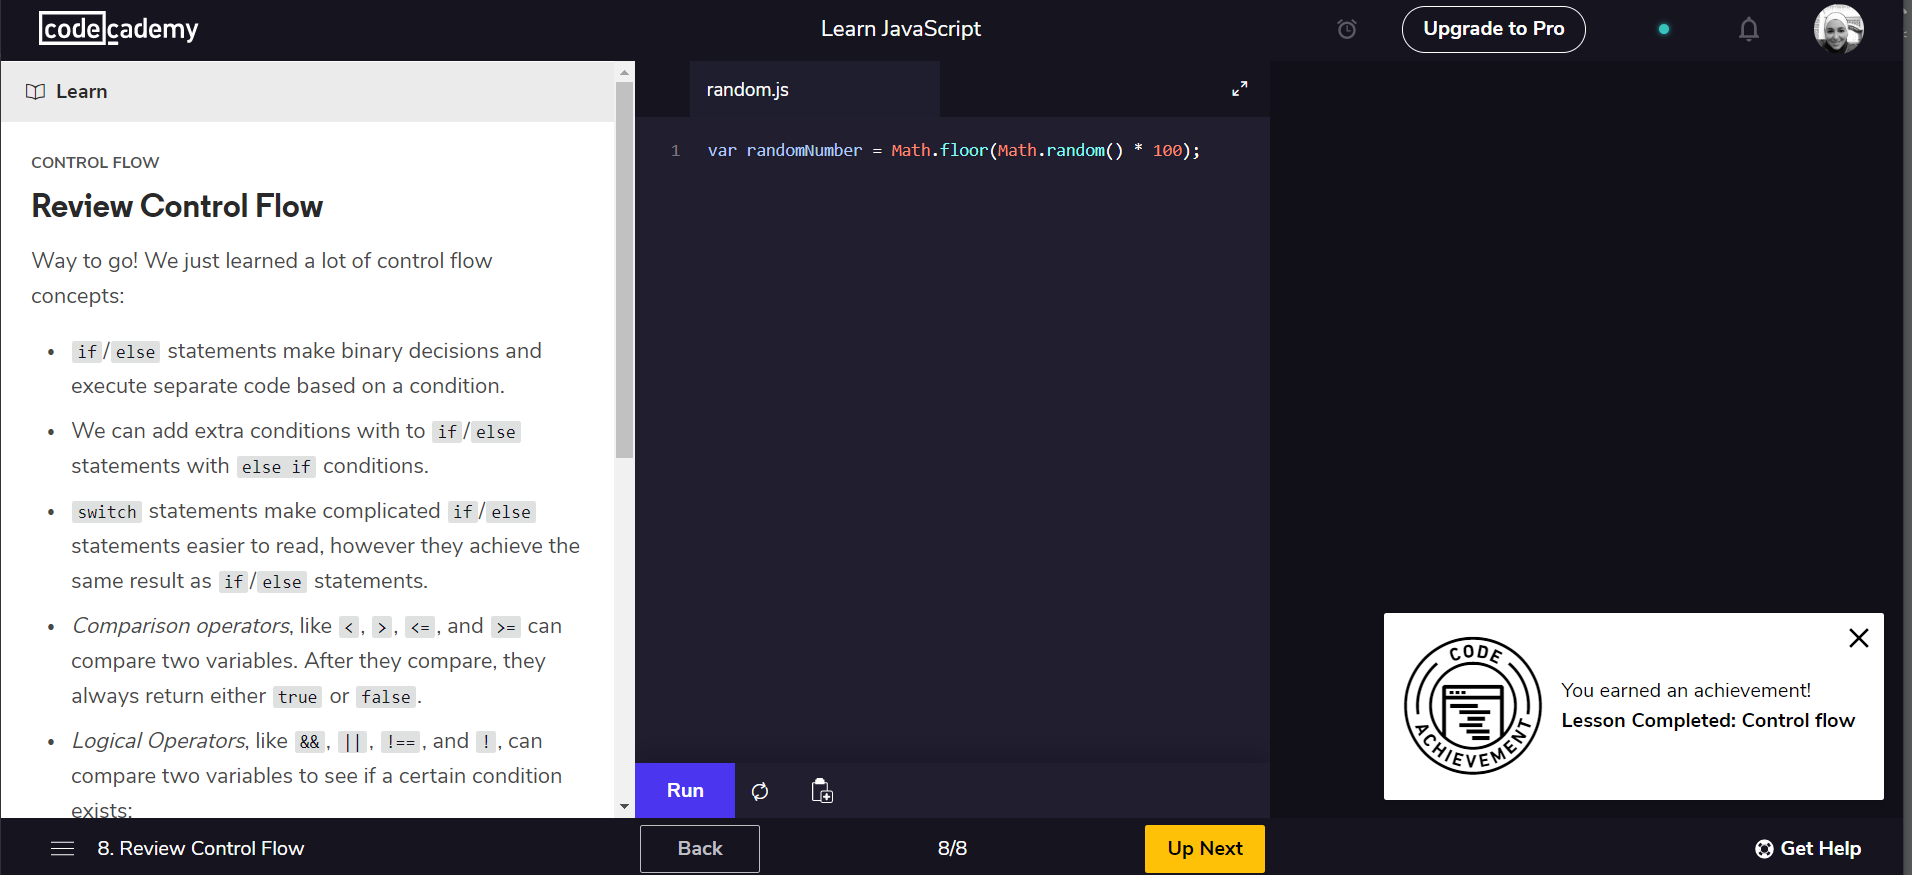 codecademy
Learn JavaScript
Upgrade to Pro
Learn
CONTROL FLOW
Review Control Flow
Way to go! We just learned a lot of control flow
concepts:
• if/else statements make binary decisions and
execute separate code based on a condition.
• We can add extra conditions with to if/else
statements with else if conditions.
• switch statements make complicated if/else
statements easier to read, however they achieve the
same result as if/else statements.
• Comparison operators, like <, >, <=, and >= can
compare two variables. After they compare, they
always return either true or false.
• Logical Operators, like &&, ||, !==, and !, can
compare two variables to see if a certain condition
exists:
random.js
1 var randomNumber = Math.floor(Math.random() * 100);
CODE
ACHIEVEMENT
You earned an achievement!
Lesson Completed: Control flow
Run
8. Review Control Flow
Back
8/8
Up Next
Get Help